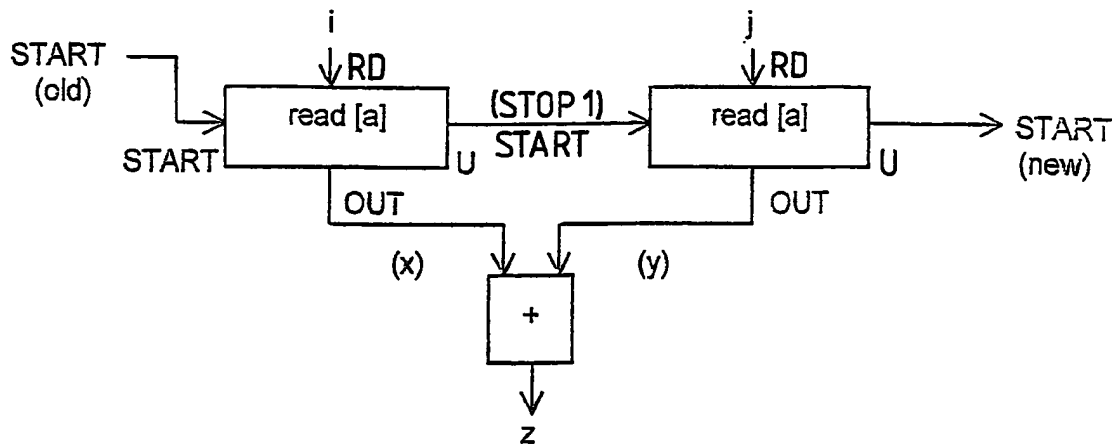 i
j
START
(old)
RD
RD
read [a]
(STOP 1)
START
read [a]
START
(new)
START
U
U
OUT
OUT
(x)
(y)
+
z